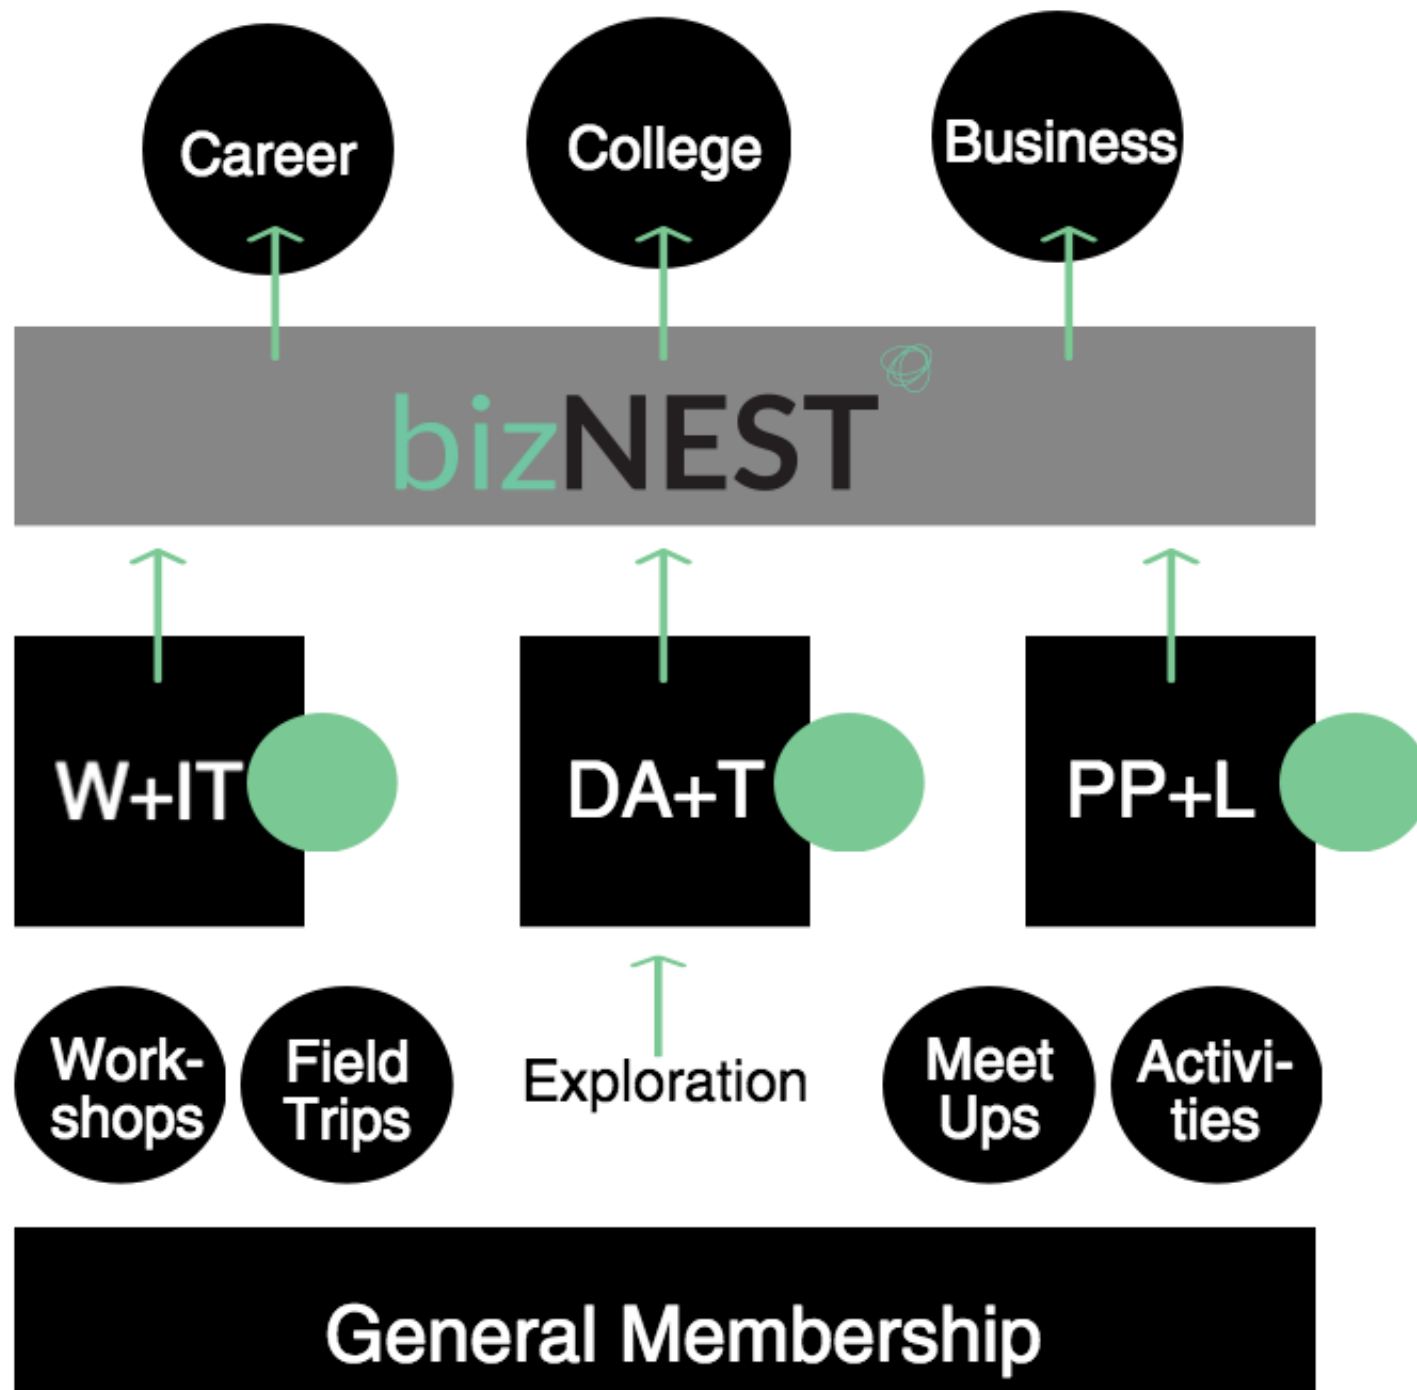 Career
College
Business
bizNEST
W+IT
DA+T
PP+L
Work-
shops
Field
Trips
Exploration
Meet
Ups
Activi-
ties
General Membership